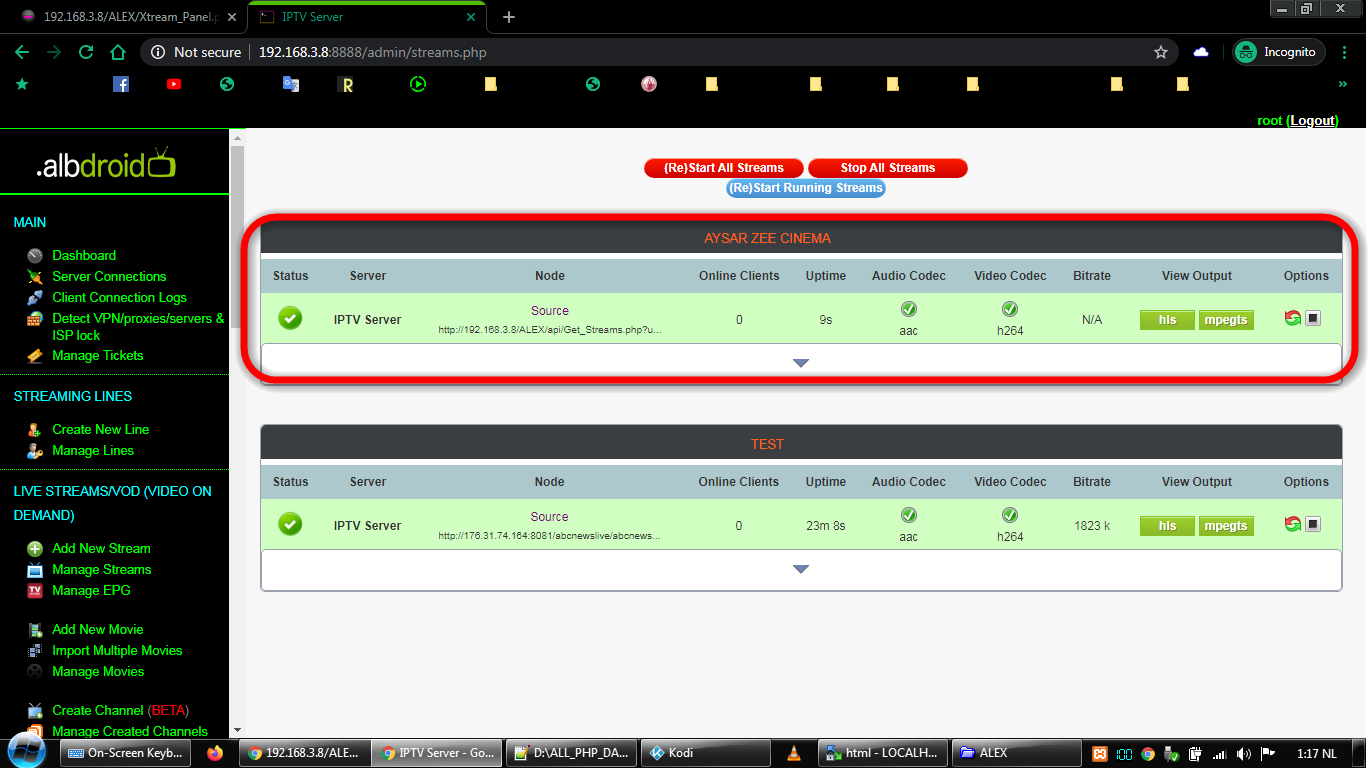 192.168.3.8/ALEX/Xtream_Panel.p
IPTV Server
Not secure
192.168.3.8:8888/admin/streams.php
Incognito
root (Logout)
.albdroid
MAIN
Dashboard
Server Connections
Client Connection Logs
Detect VPN/proxies/servers &
ISP lock
Manage Tickets
STREAMING LINES
Create New Line
Manage Lines
LIVE STREAMS/VOD (VIDEO ON
DEMAND)
Add New Stream
Manage Streams
Manage EPG
Add New Movie
Import Multiple Movies
Manage Movies
Create Channel (BETA)
Manage Created Channels
(Re)Start All Streams Stop All Streams
(Re)Start Running Streams
AYSAR ZEE CINEMA
Status Server Node Online Clients Uptime Audio Codec Video Codec Bitrate View Output Options
Source
IPTV Server http://192.168.3.8/ALEX/api/Get_Streams.php?u... 0 9s aac h264 N/A hls mpegts
TEST
Status Server Node Online Clients Uptime Audio Codec Video Codec Bitrate View Output Options
Source
IPTV Server http://176.31.74.164:8081/abcnewslive/abcnews... 0 23m 8s aac h264 1823 k hls mpegts
On-Screen Keyb... 192.168.3.8/ALE... IPTV Server - Go... D:\ALL_PHP_DA... Kodi html - LOCALH... ALEX 100 1:17 NL